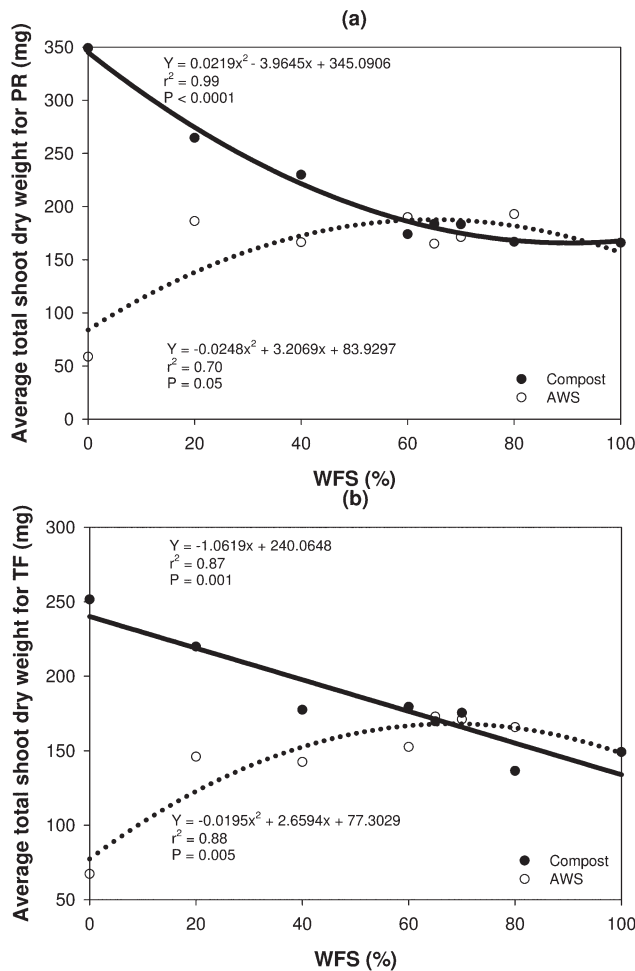 (a)
Average total shoot dry weight for PR (mg)
350
300
250
200
150
100
50
0
Y = 0.0219x² - 3.9645x + 345.0906
r² = 0.99
P < 0.0001
Y = -0.0248x² + 3.2069x + 83.9297
r² = 0.70
P = 0.05
Compost
AWS
0 20 40 60 80 100
WFS (%)
(b)
Average total shoot dry weight for TF (mg)
300
250
200
150
100
50
Y = -1.0619x + 240.0648
r² = 0.87
P = 0.001
Y = -0.0195x² + 2.6594x + 77.3029
r² = 0.88
P = 0.005
Compost
AWS
0 20 40 60 80 100
WFS (%)